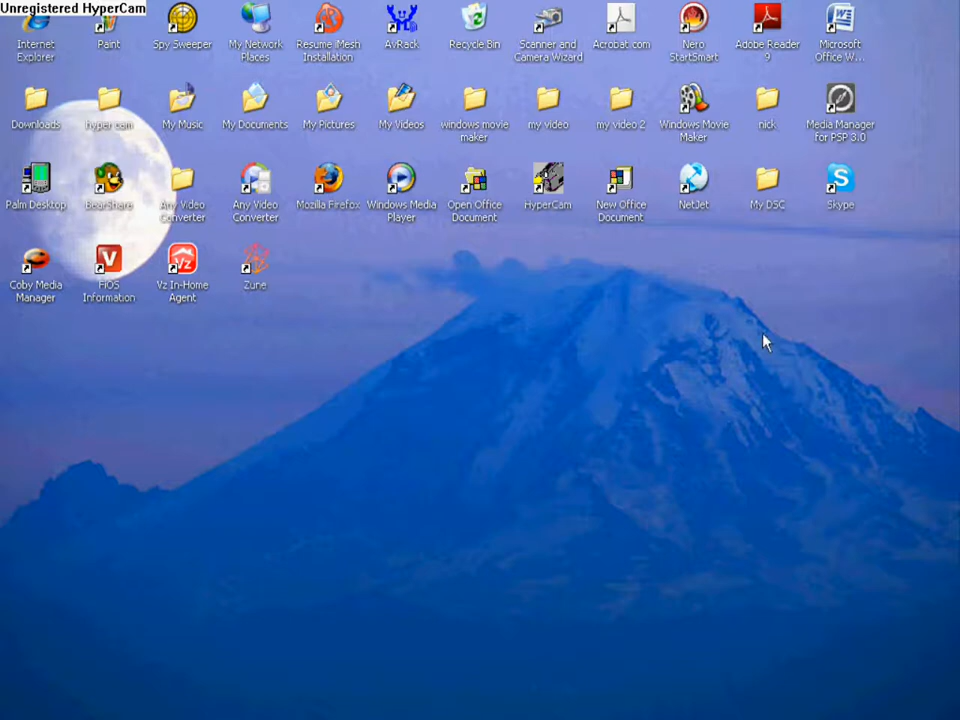 Unregistered HyperCam
Internet
Explorer
Paint
Spy Sweeper
My Network
Places
Resume iMesh
Installation
AvRack
Recycle Bin
Scanner and
Camera Wizard
Acrobat.com
Nero
StartSmart
Adobe Reader
9
Microsoft
Office W...
Downloads
hyper cam
My Music
My Documents
My Pictures
My Videos
windows movie
maker
my video
my video 2
Windows Movie
Maker
nick
Media Manager
for PSP 3.0
Palm Desktop
BearShare
Any Video
Converter
Any Video
Converter
Mozilla Firefox
Windows Media
Player
Open Office
Document
HyperCam
New Office
Document
NetJet
My DSC
Skype
Coby Media
Manager
FiOS
Information
Vz In-Home
Agent
Zune